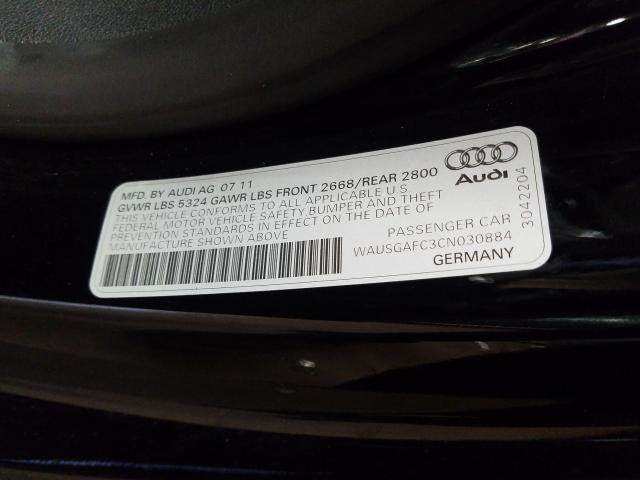 MFD. BY AUDI AG 07 11
GVWR LBS 5324 GAWR LBS FRONT 2668/REAR 2800
THIS VEHICLE CONFORMS TO ALL APPLICABLE U S
FEDERAL MOTOR VEHICLE SAFETY,BUMPER AND THEFT
PREVENTION STANDARDS IN EFFECT ON THE DATE OF
MANUFACTURE SHOWN ABOVE
PASSENGER CAR
WAUSGAFC3CN030884
GERMANY
Audi
3042204